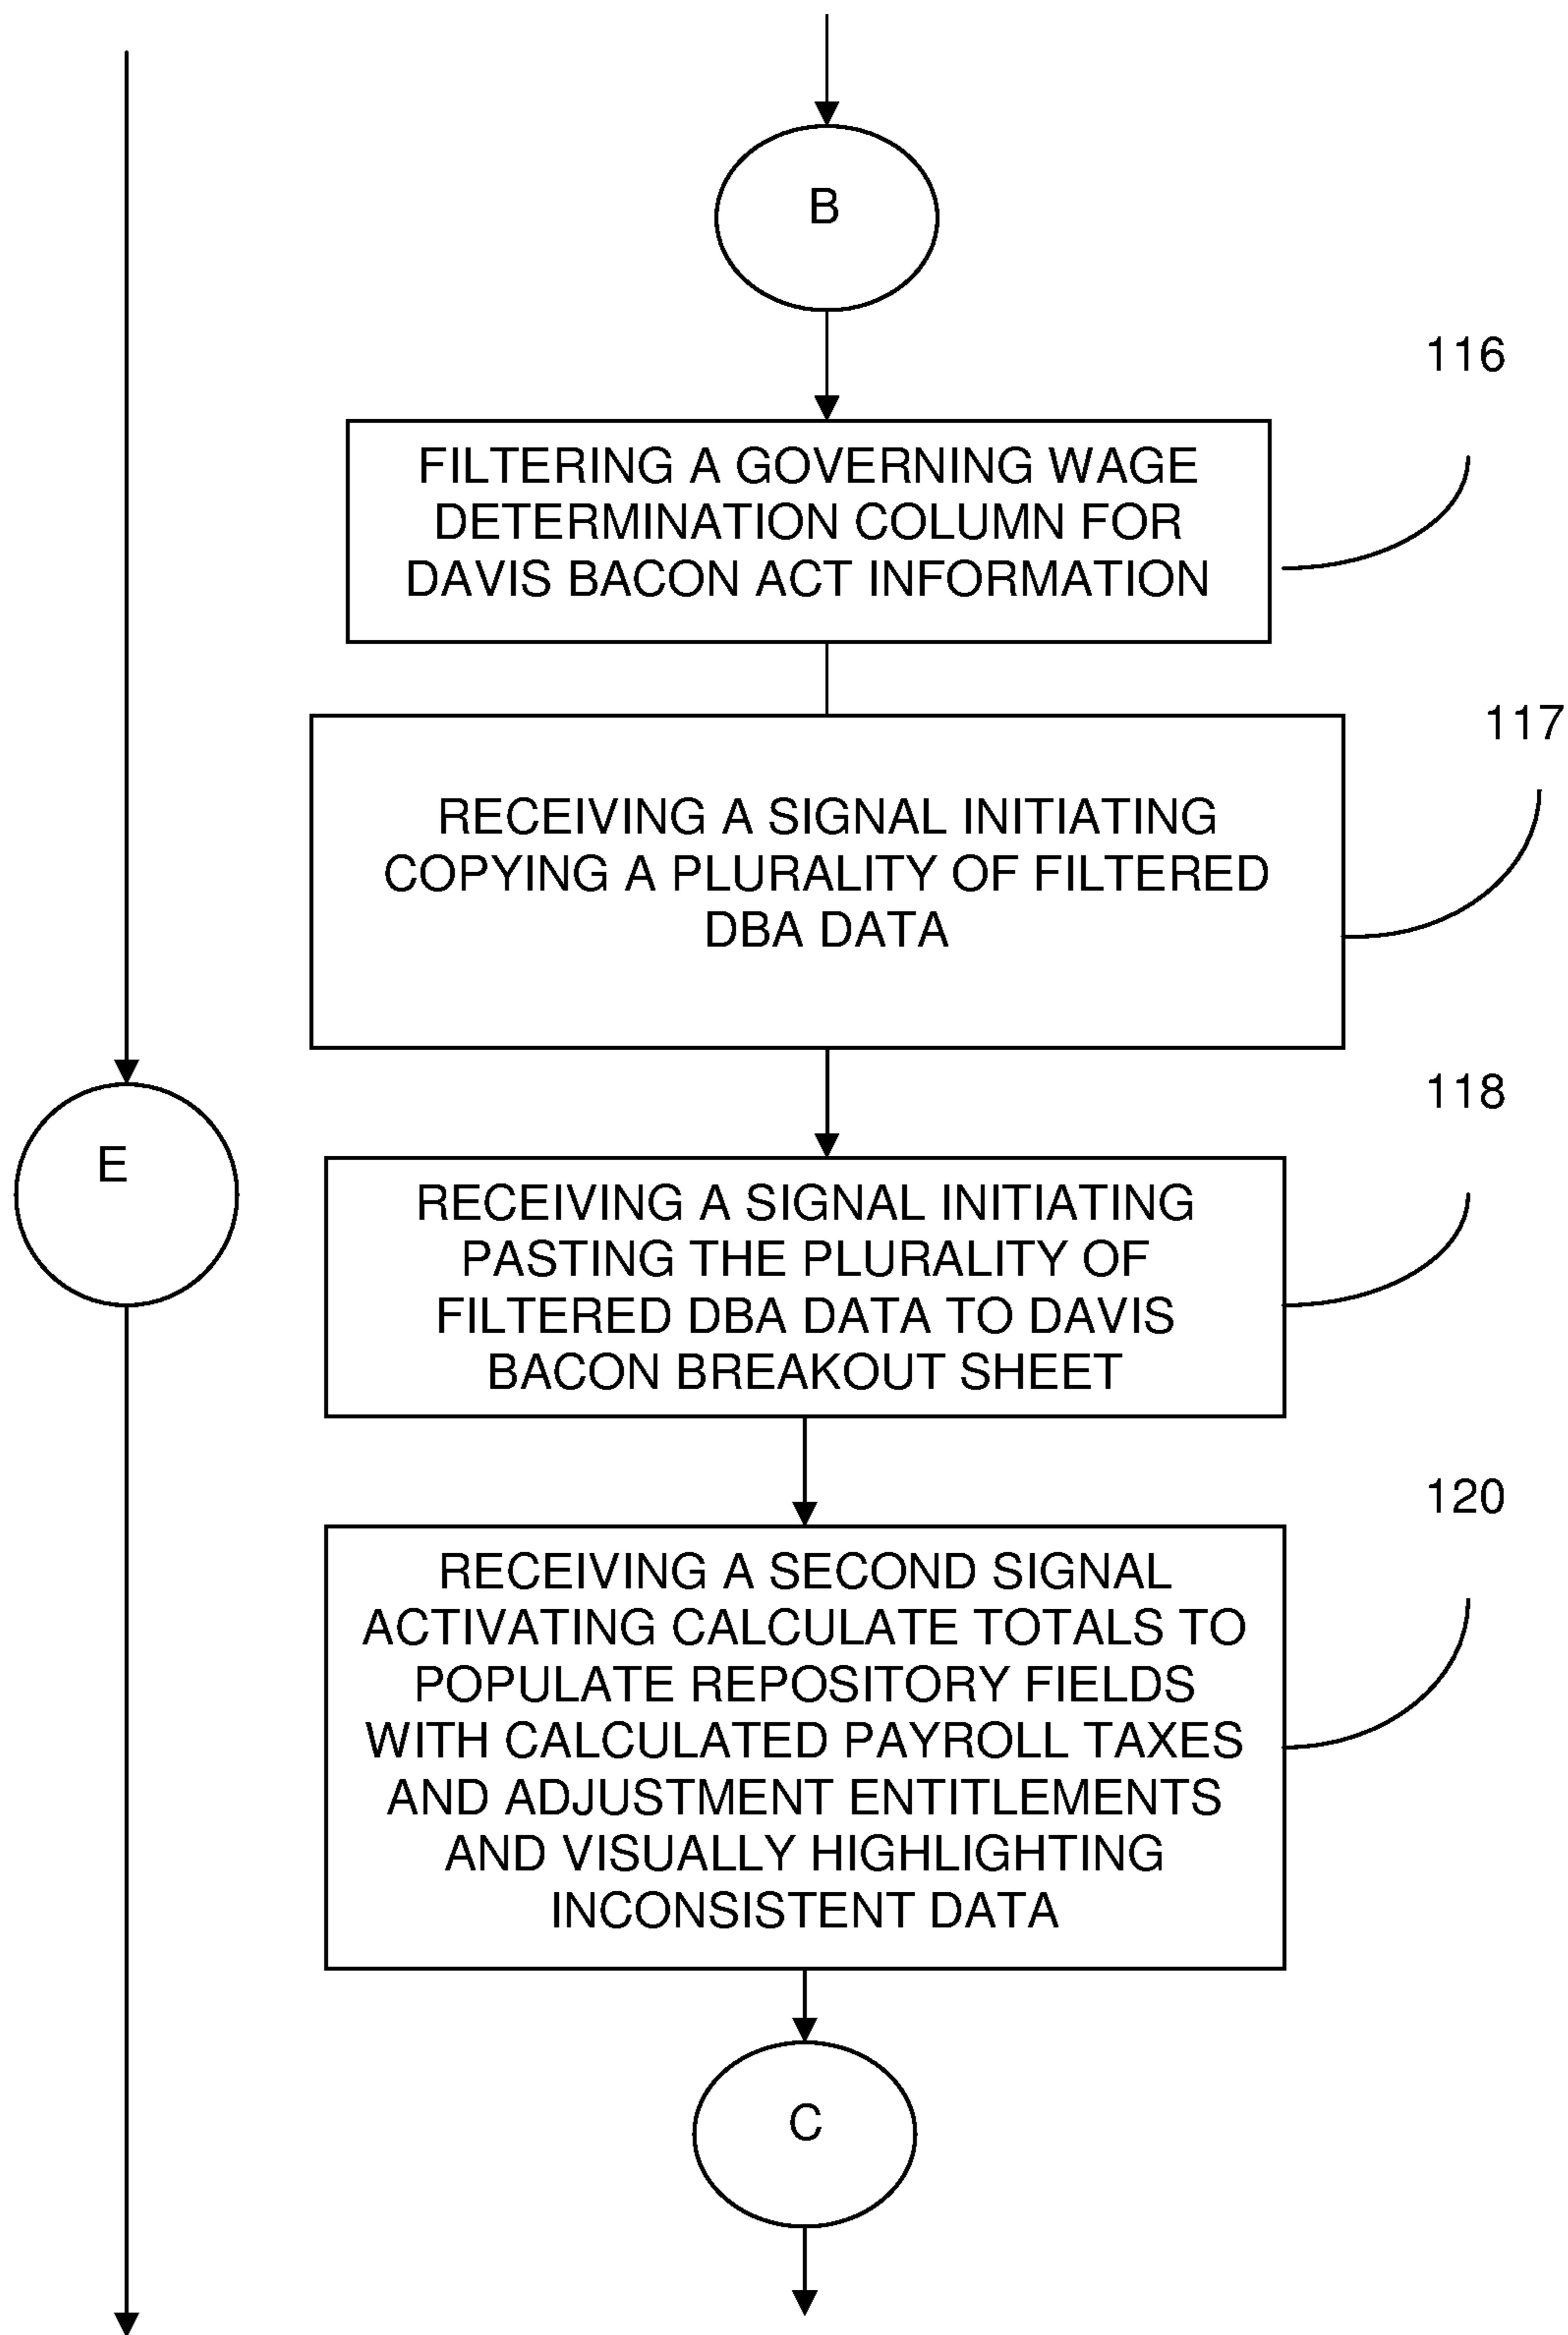 B
116
FILTERING A GOVERNING WAGE
DETERMINATION COLUMN FOR
DAVIS BACON ACT INFORMATION
117
RECEIVING A SIGNAL INITIATING
COPYING A PLURALITY OF FILTERED
DBA DATA
118
E
RECEIVING A SIGNAL INITIATING
PASTING THE PLURALITY OF
FILTERED DBA DATA TO DAVIS
BACON BREAKOUT SHEET
120
RECEIVING A SECOND SIGNAL
ACTIVATING CALCULATE TOTALS TO
POPULATE REPOSITORY FIELDS
WITH CALCULATED PAYROLL TAXES
AND ADJUSTMENT ENTITLEMENTS
AND VISUALLY HIGHLIGHTING
INCONSISTENT DATA
C